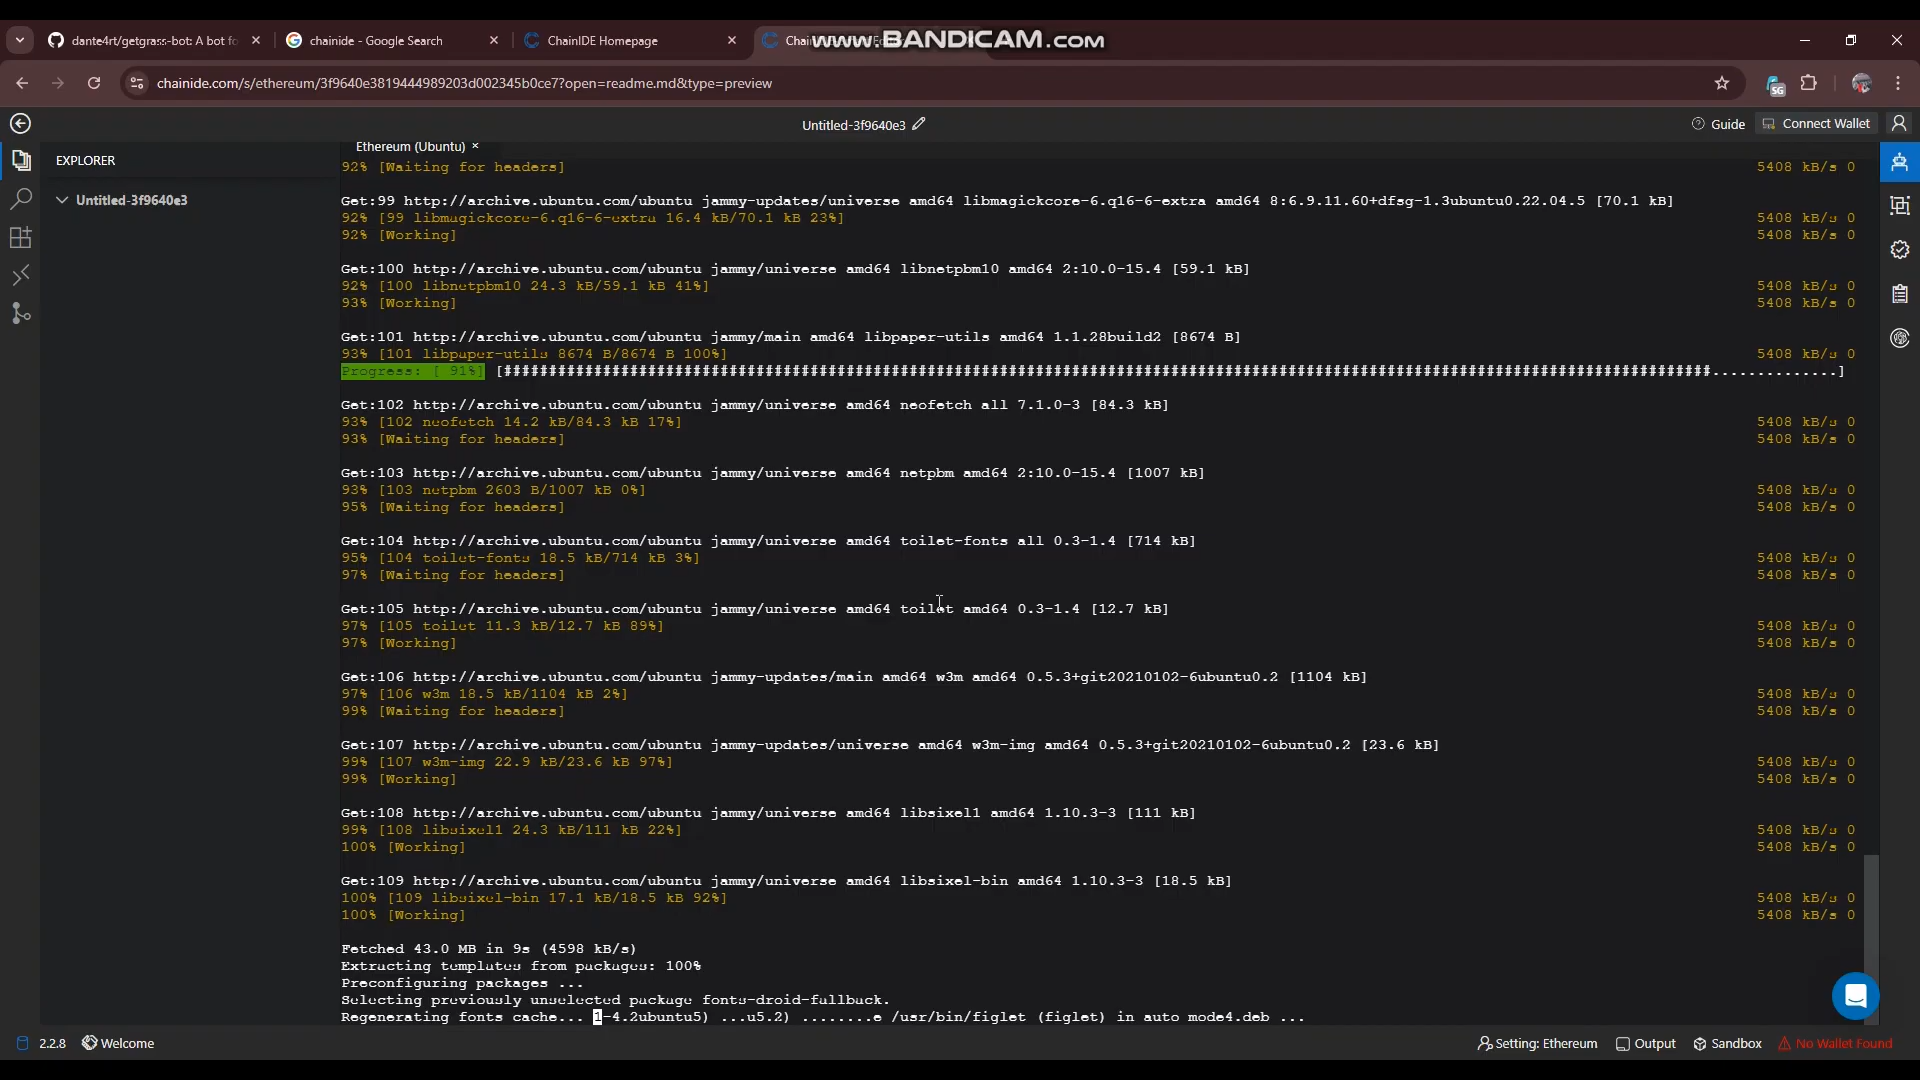 dante4rt/getgrass-bot: A bot fo
chainide - Google Search
ChainIDE Homepage
Chain
www.BANDICAM.com
chainide.com/s/ethereum/3f9640e3819444989203d002345b0ce7?open=readme.md&type=preview
SG
Untitled-3f9640e3
Guide
Connect Wallet
EXPLORER
Untitled-3f9640e3
Ethereum (Ubuntu) ×
92% [Waiting for headers] 5408 kB/s 0
Get:99 http://archive.ubuntu.com/ubuntu jammy-updates/universe amd64 libmagickcore-6.q16-6-extra amd64 8:6.9.11.60+dfsg-1.3ubuntu0.22.04.5 [70.1 kB]
92% [99 libmagickcore-6.q16-6-extra 16.4 kB/70.1 kB 23%] 5408 kB/s 0
92% [Working] 5408 kB/s 0
Get:100 http://archive.ubuntu.com/ubuntu jammy/universe amd64 libnetpbm10 amd64 2:10.0-15.4 [59.1 kB]
92% [100 libnetpbm10 24.3 kB/59.1 kB 41%] 5408 kB/s 0
93% [Working] 5408 kB/s 0
Get:101 http://archive.ubuntu.com/ubuntu jammy/main amd64 libpaper-utils amd64 1.1.28build2 [8674 B]
93% [101 libpaper-utils 8674 B/8674 B 100%] 5408 kB/s 0
Progress: [ 91%] [######################################################################################################################################..............]
Get:102 http://archive.ubuntu.com/ubuntu jammy/universe amd64 neofetch all 7.1.0-3 [84.3 kB]
93% [102 neofetch 14.2 kB/84.3 kB 17%] 5408 kB/s 0
93% [Waiting for headers] 5408 kB/s 0
Get:103 http://archive.ubuntu.com/ubuntu jammy/universe amd64 netpbm amd64 2:10.0-15.4 [1007 kB]
93% [103 netpbm 2603 B/1007 kB 0%] 5408 kB/s 0
95% [Waiting for headers] 5408 kB/s 0
Get:104 http://archive.ubuntu.com/ubuntu jammy/universe amd64 toilet-fonts all 0.3-1.4 [714 kB]
95% [104 toilet-fonts 18.5 kB/714 kB 3%] 5408 kB/s 0
97% [Waiting for headers] 5408 kB/s 0
Get:105 http://archive.ubuntu.com/ubuntu jammy/universe amd64 toilet amd64 0.3-1.4 [12.7 kB]
97% [105 toilet 11.3 kB/12.7 kB 89%] 5408 kB/s 0
97% [Working] 5408 kB/s 0
Get:106 http://archive.ubuntu.com/ubuntu jammy-updates/main amd64 w3m amd64 0.5.3+git20210102-6ubuntu0.2 [1104 kB]
97% [106 w3m 18.5 kB/1104 kB 2%] 5408 kB/s 0
99% [Waiting for headers] 5408 kB/s 0
Get:107 http://archive.ubuntu.com/ubuntu jammy-updates/universe amd64 w3m-img amd64 0.5.3+git20210102-6ubuntu0.2 [23.6 kB]
99% [107 w3m-img 22.9 kB/23.6 kB 97%] 5408 kB/s 0
99% [Working] 5408 kB/s 0
Get:108 http://archive.ubuntu.com/ubuntu jammy/universe amd64 libsixel1 amd64 1.10.3-3 [111 kB]
99% [108 libsixel1 24.3 kB/111 kB 22%] 5408 kB/s 0
100% [Working] 5408 kB/s 0
Get:109 http://archive.ubuntu.com/ubuntu jammy/universe amd64 libsixel-bin amd64 1.10.3-3 [18.5 kB]
100% [109 libsixel-bin 17.1 kB/18.5 kB 92%] 5408 kB/s 0
100% [Working] 5408 kB/s 0
Fetched 43.0 MB in 9s (4598 kB/s)
Extracting templates from packages: 100%
Preconfiguring packages ...
Selecting previously unselected package fonts-droid-fallback.
Regenerating fonts cache... 1-4.2ubuntu5) ...u5.2) ........e /usr/bin/figlet (figlet) in auto mode4.deb ...
2.2.8
Welcome
Setting: Ethereum
Output
Sandbox
No Wallet Found